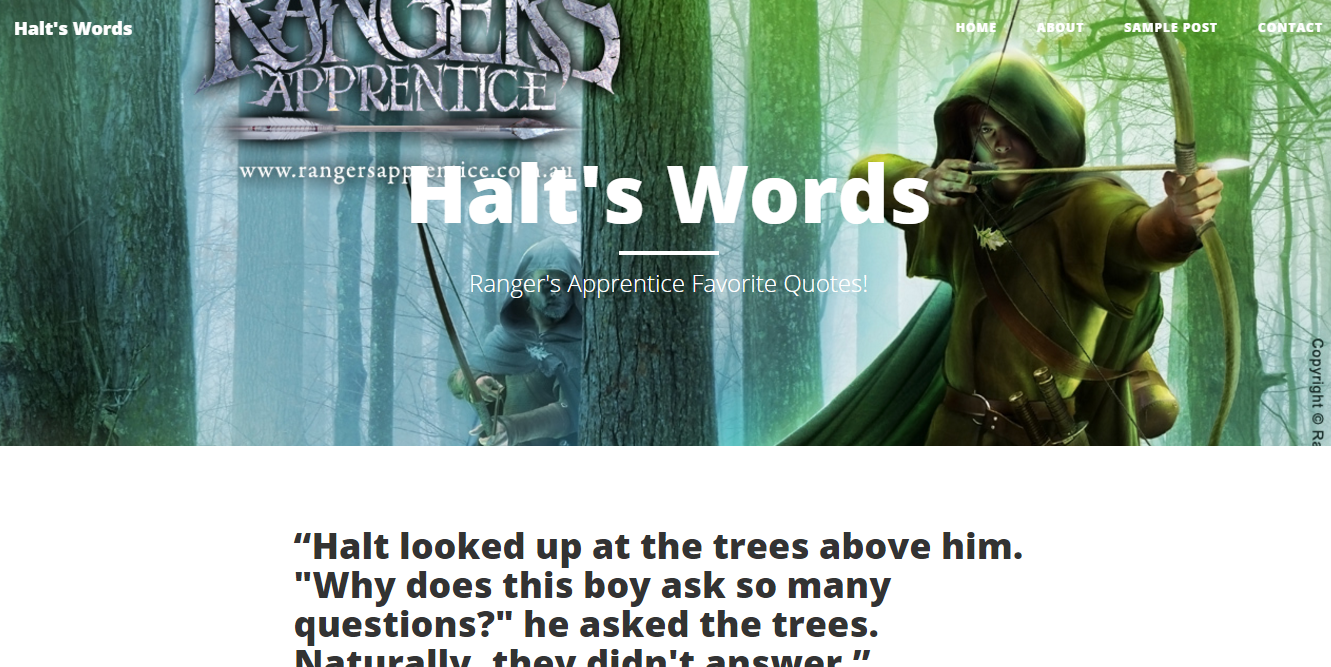 Halt's Words
HOME ABOUT SAMPLE POST CONTACT
RANGERS
APPRENTICE
www.rangersapprentice.com.au
Halt's Words
Ranger's Apprentice Favorite Quotes!
Copyright © Ra
“Halt looked up at the trees above him.
"Why does this boy ask so many
questions?" he asked the trees.
Naturally, they didn't answer.”